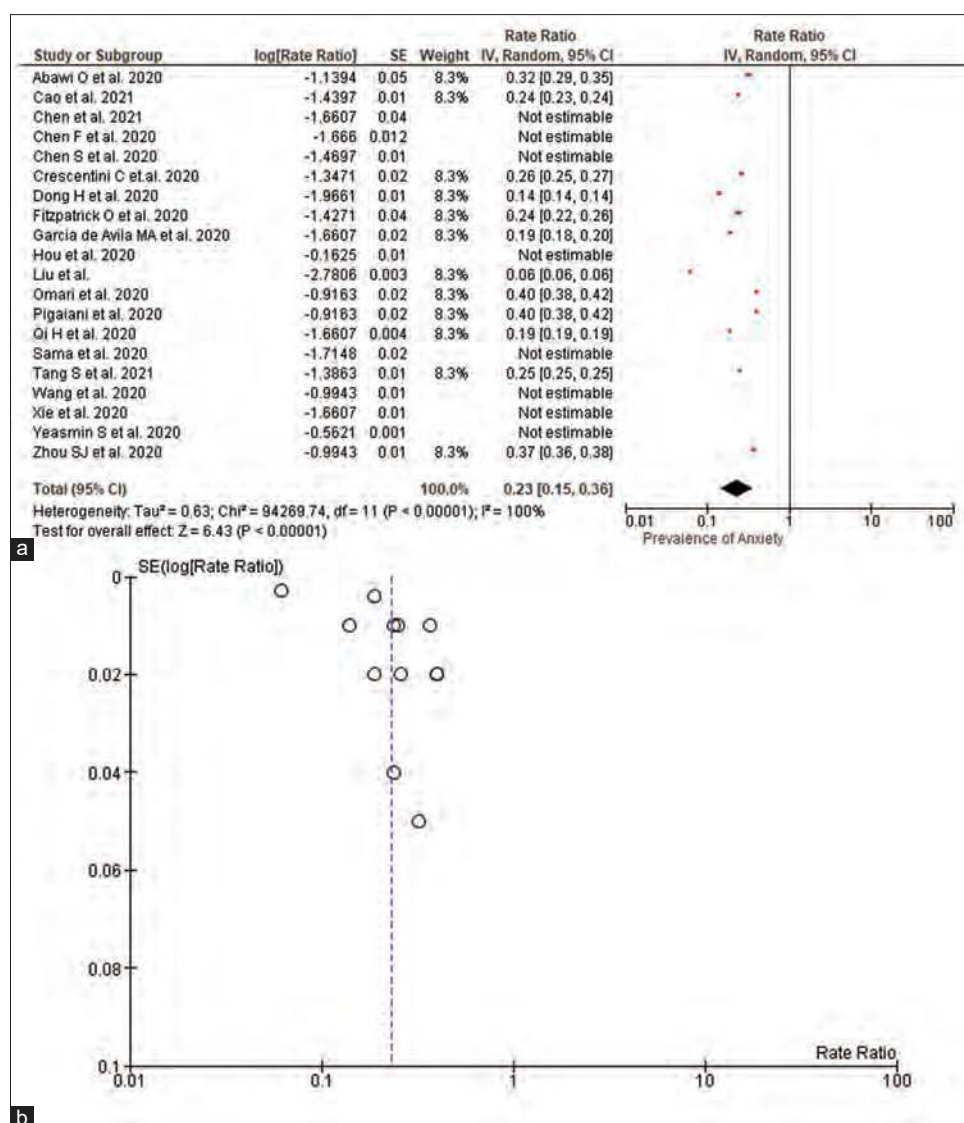 Rate Ratio Rate Ratio
Study or Subgroup log[Rate Ratio] SE Weight IV, Random, 95% CI IV, Random, 95% CI
Abawi O et al. 2020 -1.1394 0.05 8.3% 0.32 [0.29, 0.35]
Cao et al. 2021 -1.4397 0.01 8.3% 0.24 [0.23, 0.24]
Chen et al. 2021 -1.6607 0.04 Not estimable
Chen F et al. 2020 -1.666 0.012 Not estimable
Chen S et al. 2020 -1.4697 0.01 Not estimable
Crescentini C et.al. 2020 -1.3471 0.02 8.3% 0.26 [0.25, 0.27]
Dong H et al. 2020 -1.9661 0.01 8.3% 0.14 [0.14, 0.14]
Fitzpatrick O et al. 2020 -1.4271 0.04 8.3% 0.24 [0.22, 0.26]
Garcia de Avila MA et al. 2020 -1.6607 0.02 8.3% 0.19 [0.18, 0.20]
Hou et al. 2020 -0.1625 0.01 Not estimable
Liu et al. -2.7806 0.003 8.3% 0.06 [0.06, 0.06]
Omari et al. 2020 -0.9163 0.02 8.3% 0.40 [0.38, 0.42]
Pigaiani et al. 2020 -0.9163 0.02 8.3% 0.40 [0.38, 0.42]
Qi H et al. 2020 -1.6607 0.004 8.3% 0.19 [0.19, 0.19]
Sama et al. 2020 -1.7148 0.02 Not estimable
Tang S et al. 2021 -1.3863 0.01 8.3% 0.25 [0.25, 0.25]
Wang et al. 2020 -0.9943 0.01 Not estimable
Xie et al. 2020 -1.6607 0.01 Not estimable
Yeasmin S et al. 2020 -0.5621 0.001 Not estimable
Zhou SJ et al. 2020 -0.9943 0.01 8.3% 0.37 [0.36, 0.38]
Total (95% CI) 100.0% 0.23 [0.15, 0.36]
Heterogeneity: Tau² = 0.63; Chi² = 94269.74, df = 11 (P < 0.00001); I² = 100%
Test for overall effect: Z = 6.43 (P < 0.00001)
0.01 0.1 1 10 100
Prevalence of Anxiety
a
SE(log[Rate Ratio])
0
0.02
0.04
0.06
0.08
0.1
Rate Ratio
0.01 0.1 1 10 100
b